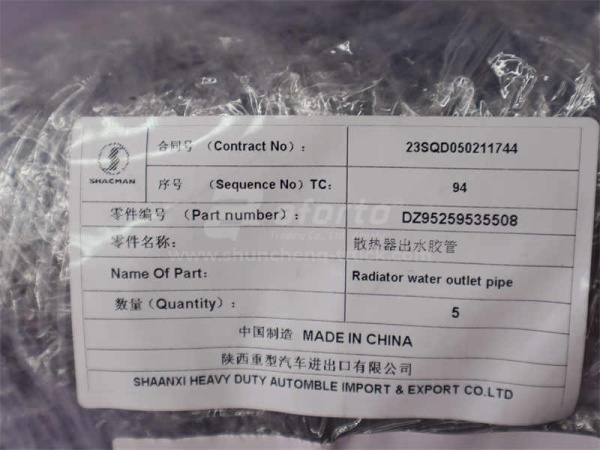 SHACMAN
合同号 (Contract No)： 23SQD050211744
序号 (Sequence No) TC： 94
零件编号 (Part number)： DZ95259535508
零件名称： 散热器出水胶管
Name Of Part： Radiator water outlet pipe
数量 (Quantity)： 5
中国制造 MADE IN CHINA
陕西重型汽车进出口有限公司
SHAANXI HEAVY DUTY AUTOMBLE IMPORT & EXPORT CO.LTD